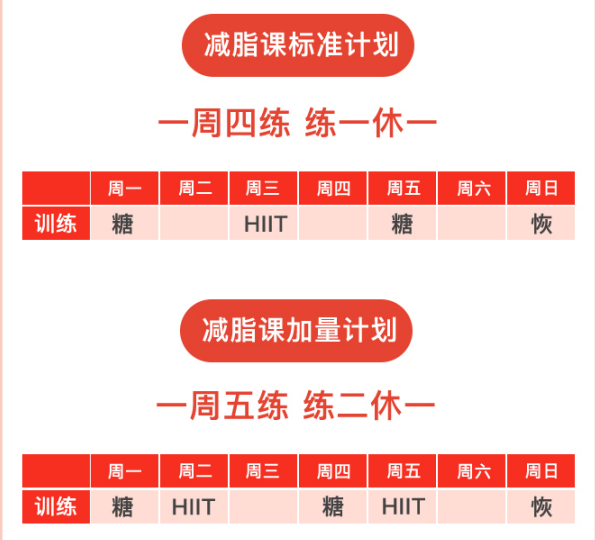 减脂课标准计划
一周四练 练一休一
周一 周二 周三 周四 周五 周六 周日
训练 糖 HIIT 糖 恢
减脂课加量计划
一周五练 练二休一
周一 周二 周三 周四 周五 周六 周日
训练 糖 HIIT 糖 HIIT 恢